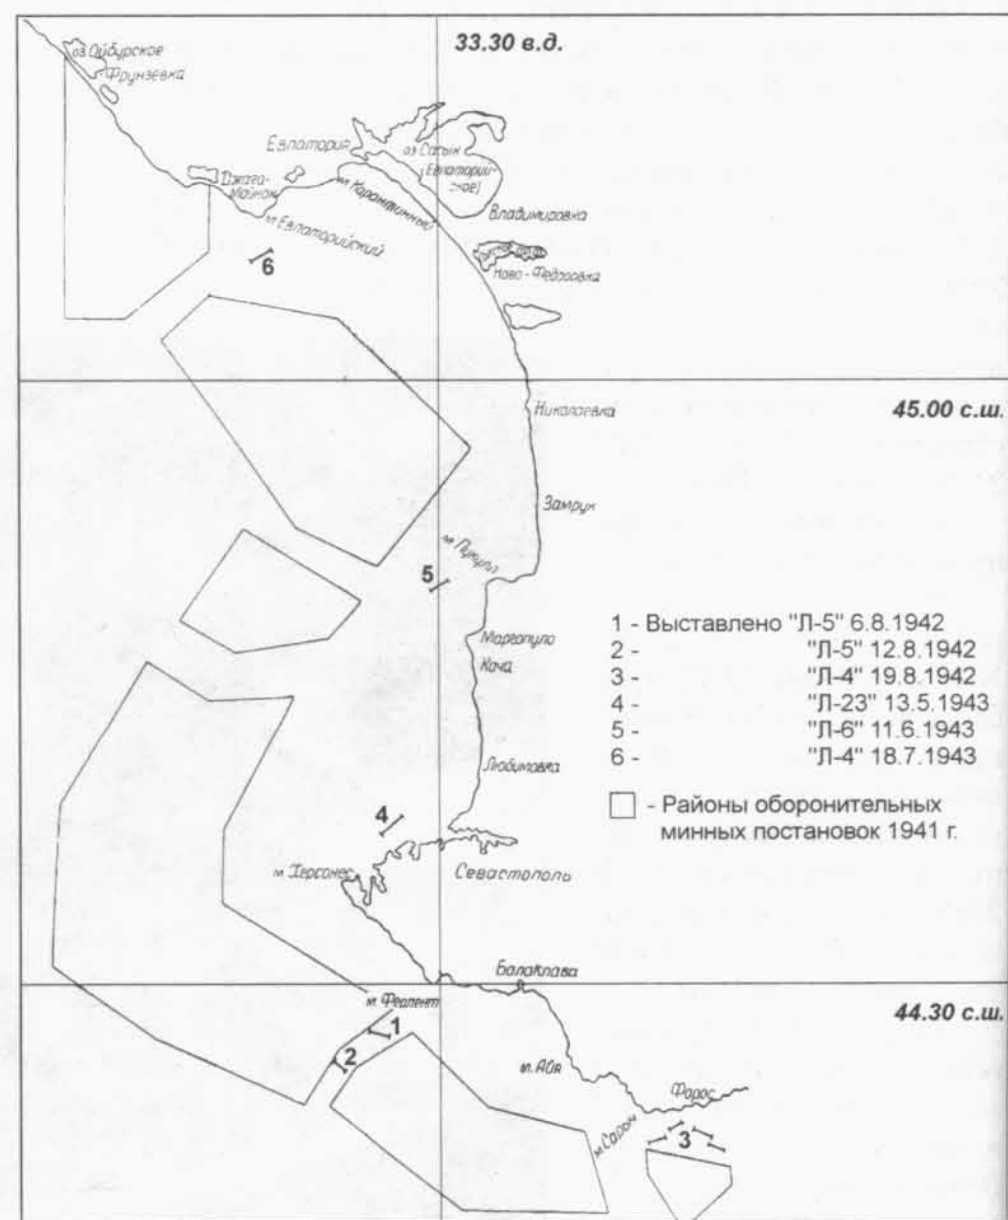 33.30 в.д.
оз. Ойбурское
Фрунзевка
Евпатория
оз. Сасык
(Евпаторий-
ское)
Джага-
Майнак
м. Карантинный
м. Евпаторийский
Владимировка
Ново-Федоровка
6
Николаевка
45.00 с.ш.
Замрук
м. Лукулл
5
Маргопуло
Кача
1 - Выставлено "Л-5" 6.8.1942
2 - "Л-5" 12.8.1942
3 - "Л-4" 19.8.1942
4 - "Л-23" 13.5.1943
5 - "Л-6" 11.6.1943
6 - "Л-4" 18.7.1943
- Районы оборонительных
минных постановок 1941 г.
Любимовка
4
м. Херсонес
Севастополь
Балаклава
м. Феолент
44.30 с.ш.
1
2
м. Айя
Форос
м. Сарыч
3